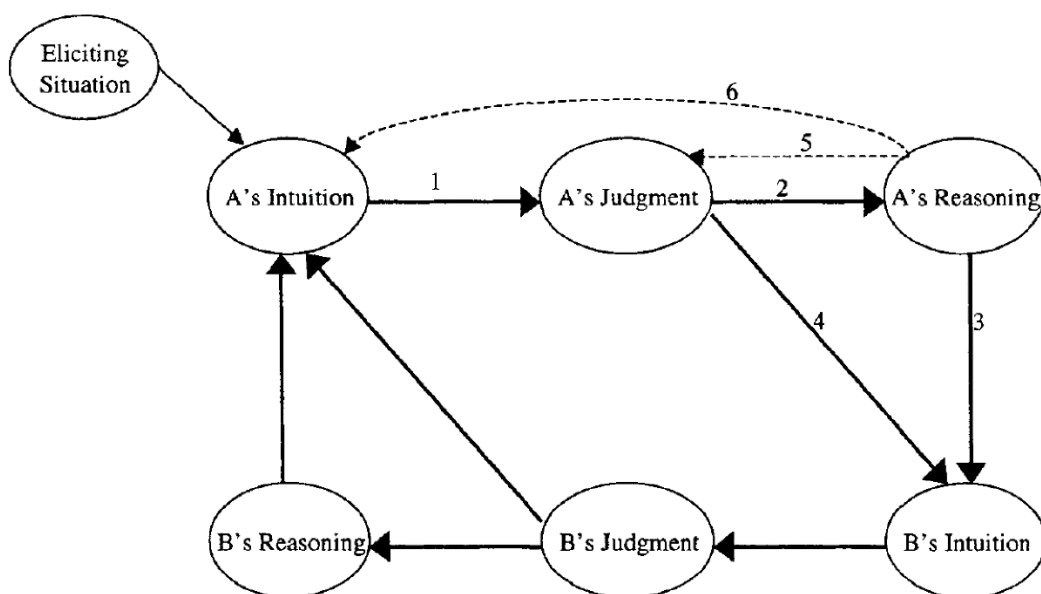 Eliciting
Situation
6
5
A's Intuition
1
A's Judgment
2
A's Reasoning
4
3
B's Reasoning
B's Judgment
B's Intuition